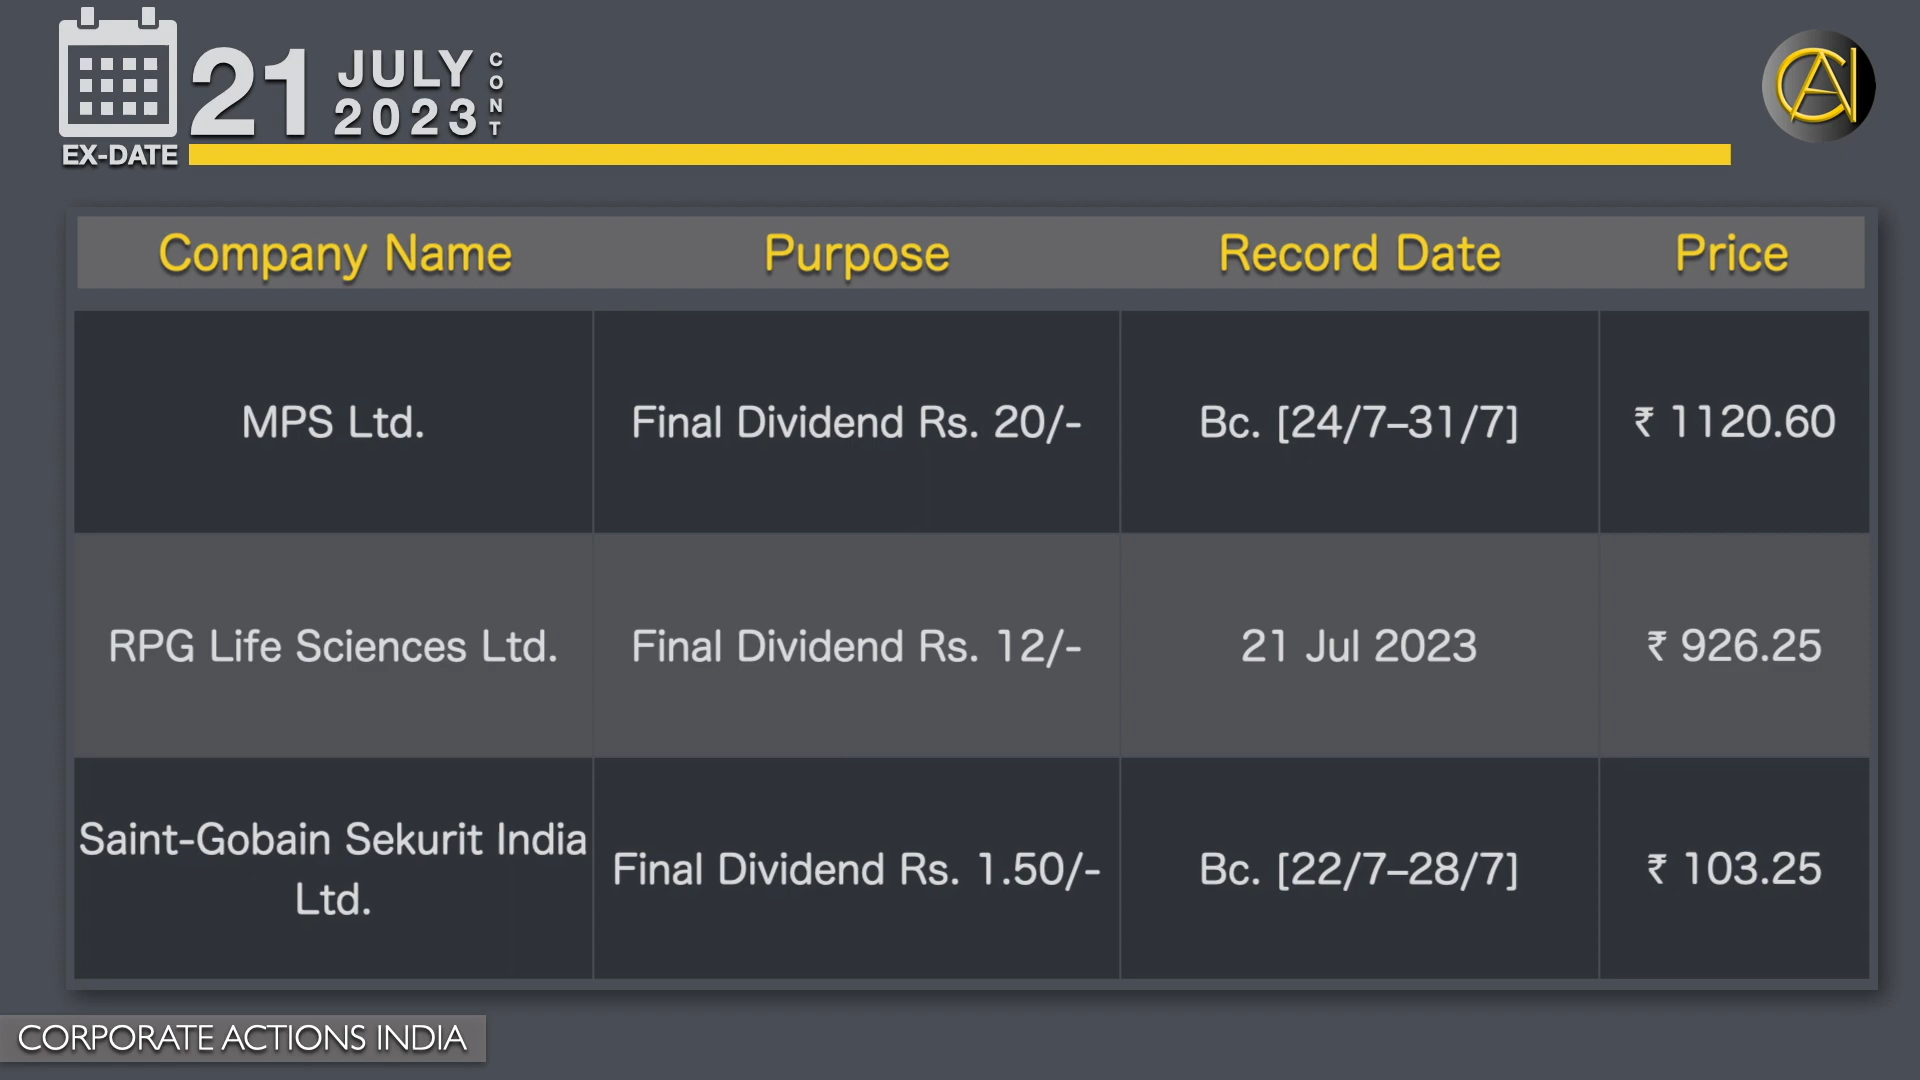 21 JULY 2023 CONT
EX-DATE
CAI
Company Name Purpose Record Date Price
MPS Ltd. Final Dividend Rs. 20/- Bc. [24/7–31/7] ₹ 1120.60
RPG Life Sciences Ltd. Final Dividend Rs. 12/- 21 Jul 2023 ₹ 926.25
Saint-Gobain Sekurit India
Ltd. Final Dividend Rs. 1.50/- Bc. [22/7–28/7] ₹ 103.25
CORPORATE ACTIONS INDIA